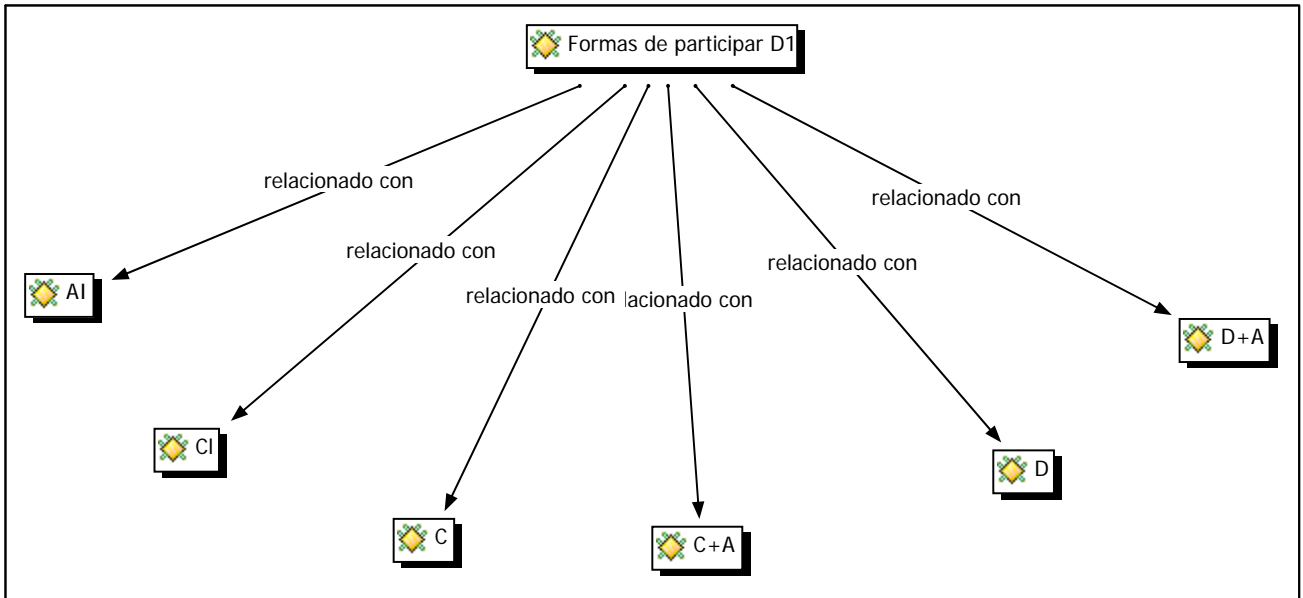 Formas de participar D1
relacionado con
relacionado con
relacionado con
lacionado con
relacionado con
relacionado con
AI
CI
C
C+A
D
D+A